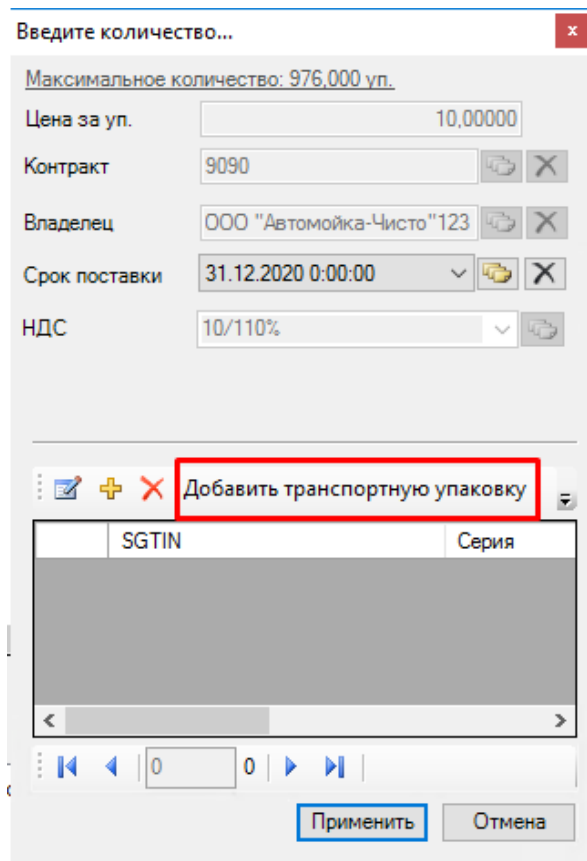 Введите количество...
Максимальное количество: 976,000 уп.
Цена за уп. 10,00000
Контракт 9090
Владелец ООО "Автомойка-Чисто"123
Срок поставки 31.12.2020 0:00:00
НДС 10/110%
Добавить транспортную упаковку
SGTIN Серия
0 0
Применить Отмена